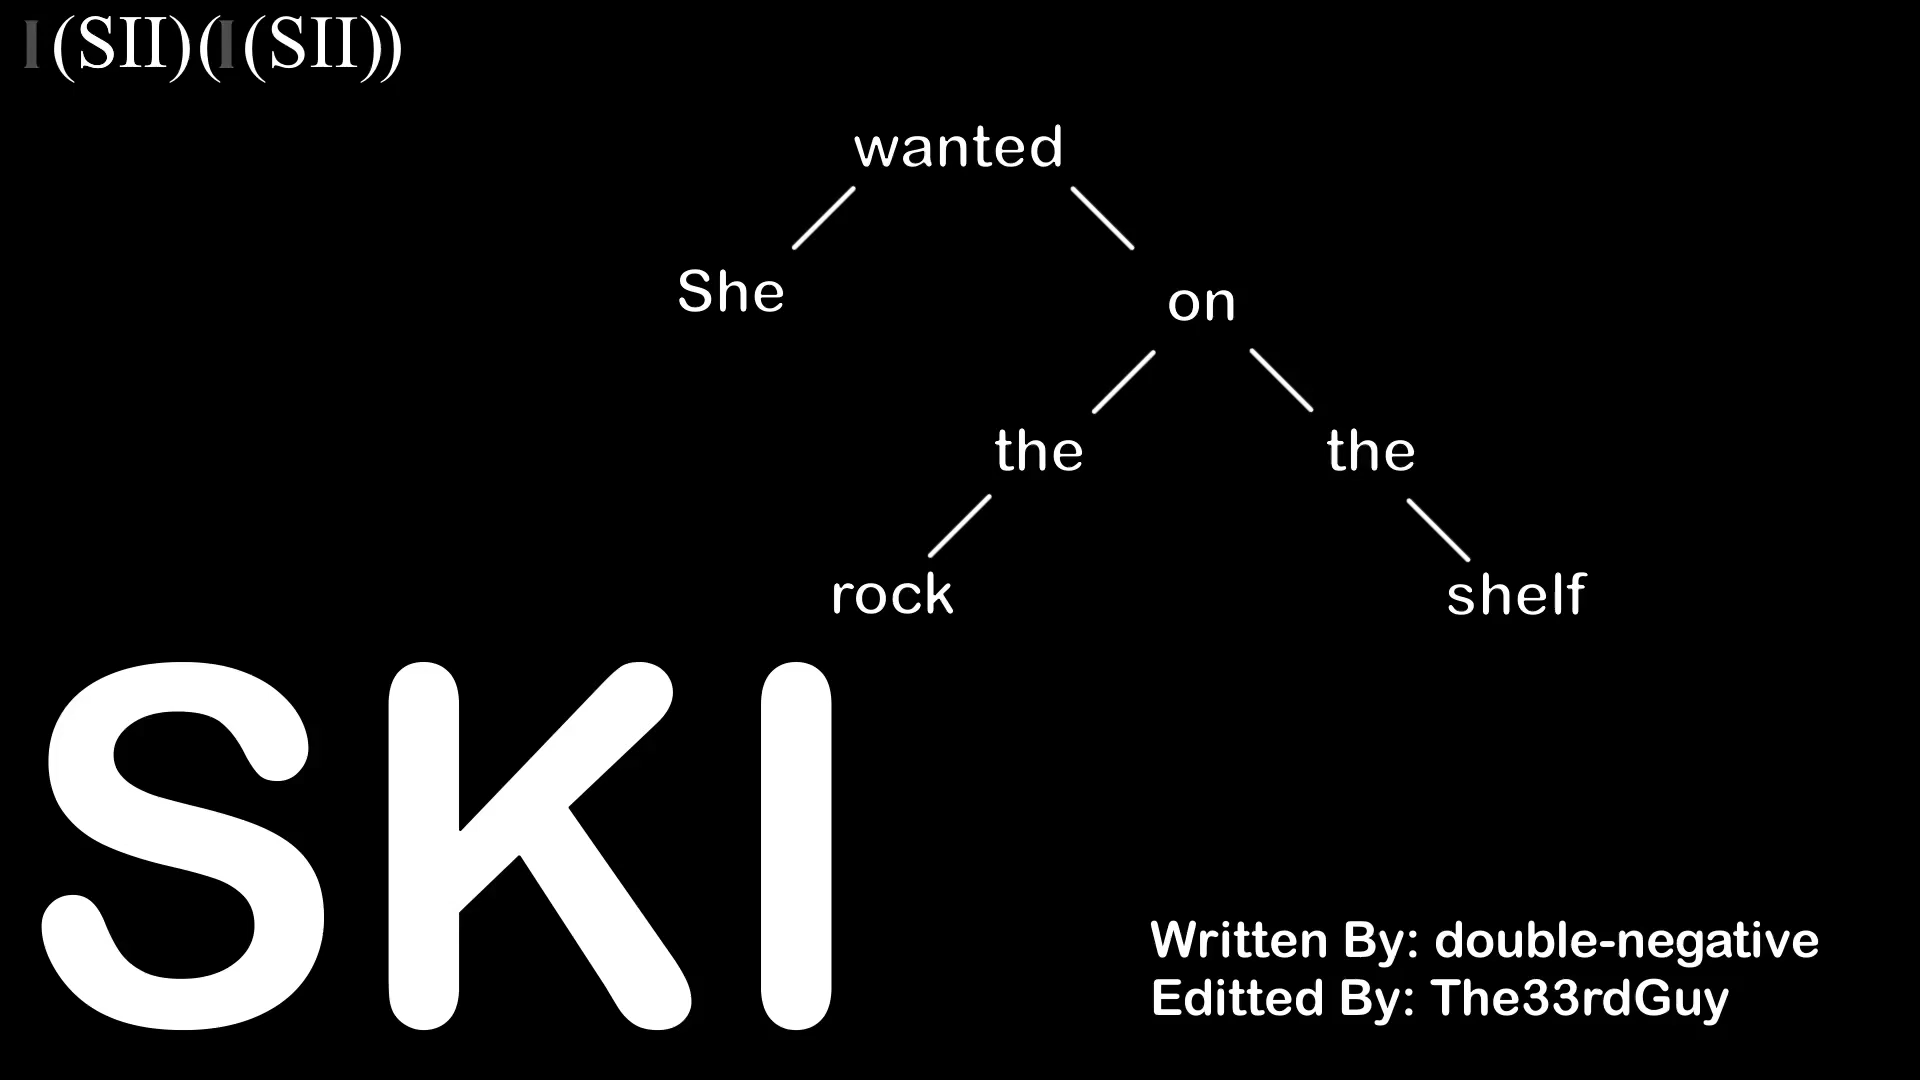 I(SII)(I(SII))
wanted
She
on
the the
rock shelf
SKI
Written By: double-negative
Editted By: The33rdGuy